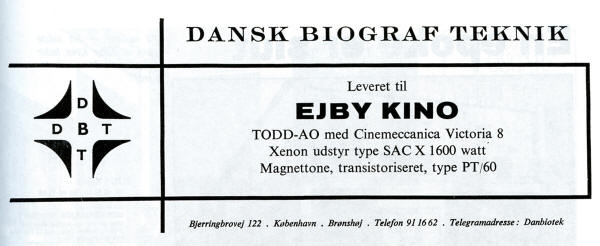 DANSK BIOGRAF TEKNIK
D
D B T
T
Leveret til
EJBY KINO
TODD-AO med Cinemeccanica Victoria 8
Xenon udstyr type SAC X 1600 watt
Magnettone, transistoriseret, type PT/60
Bjerringbrovej 122 . København . Brønshøj . Telefon 91 16 62 . Telegramadresse: Danbiotek